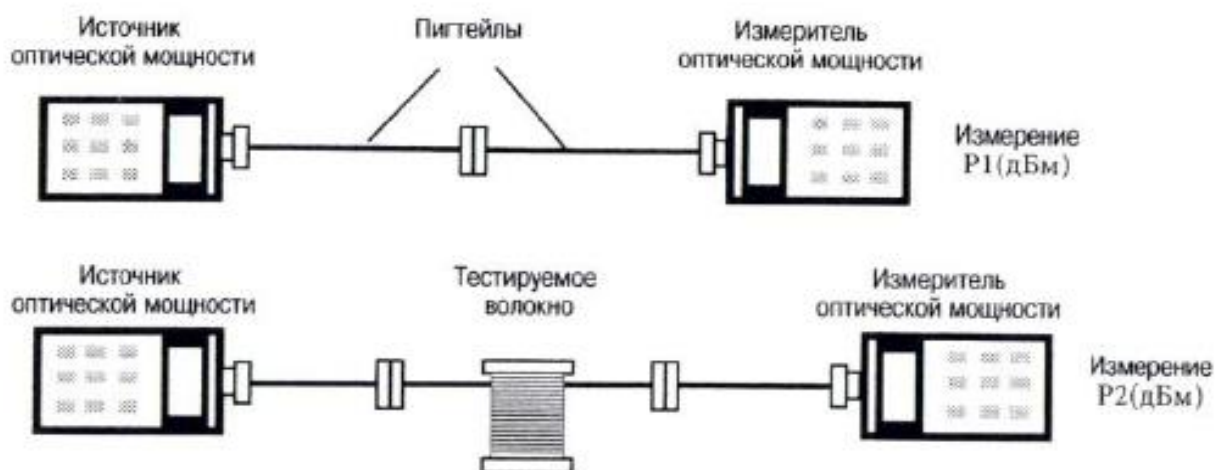 Источник
оптической мощности
Пигтейлы
Измеритель
оптической мощности
Измерение
P1(дБм)
Источник
оптической мощности
Тестируемое
волокно
Измеритель
оптической мощности
Измерение
P2(дБм)